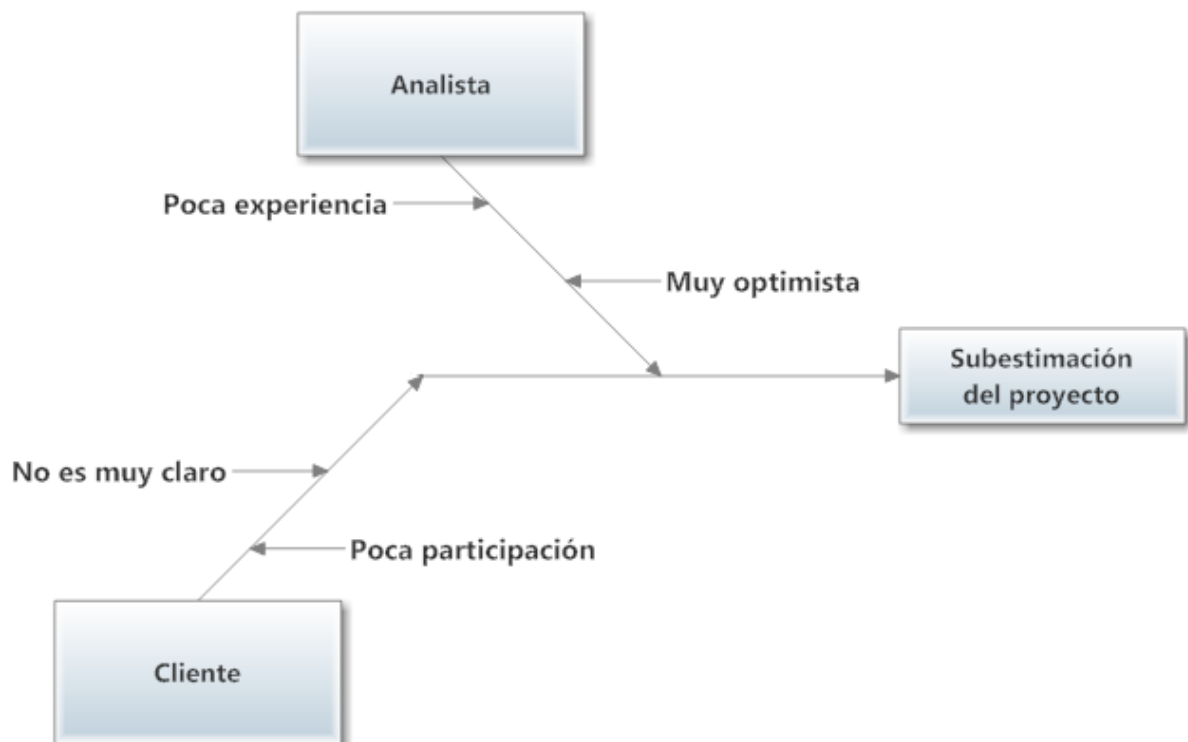 Analista
Poca experiencia
Muy optimista
Subestimación
del proyecto
No es muy claro
Poca participación
Cliente